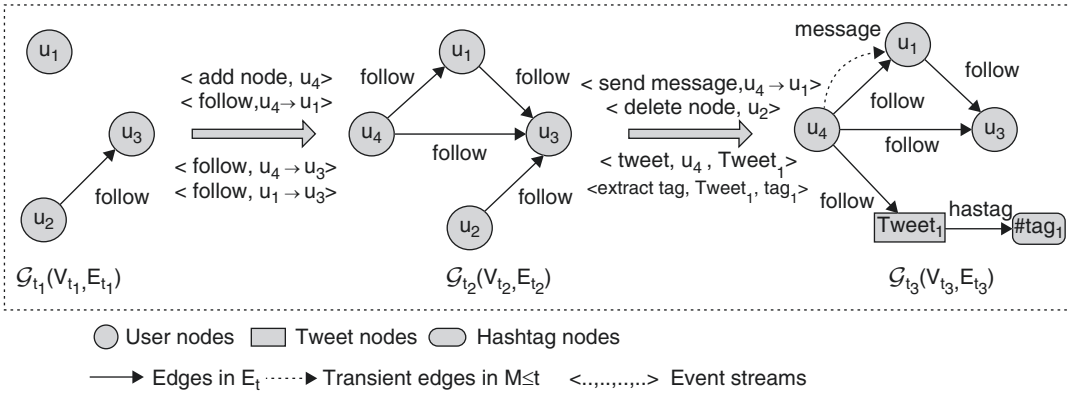 u1
u3
follow
u2
Gt1(Vt1,Et1)
< add node, u4>
< follow,u4→ u1>
< follow, u4→ u3>
< follow, u1→ u3>
u1
follow
follow
u4
u3
follow
follow
u2
Gt2(Vt2,Et2)
< send message,u4→ u1>
< delete node, u2>
< tweet, u4 , Tweet1>
<extract tag, Tweet1, tag1>
message
u1
follow
follow
u4
u3
follow
follow
hastag
Tweet1
#tag1
Gt3(Vt3,Et3)
User nodes
Tweet nodes
Hashtag nodes
Edges in Et
Transient edges in M≤t
<..,..,..,..> Event streams